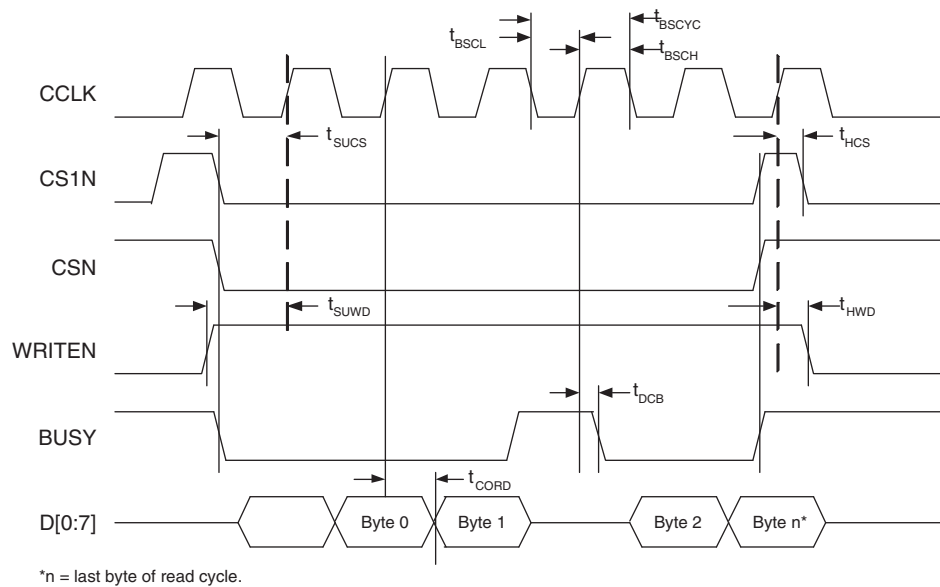 tBSCYC
tBSCL
tBSCH
CCLK
tSUCS
tHCS
CS1N
CSN
tSUWD
tHWD
WRITEN
tDCB
BUSY
tCORD
D[0:7] Byte 0 Byte 1 Byte 2 Byte n*
*n = last byte of read cycle.